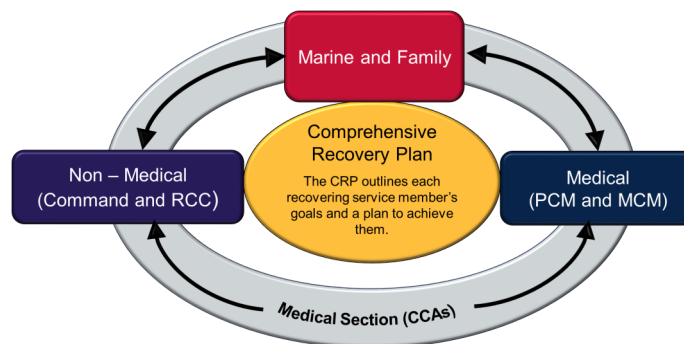 Marine and Family
Comprehensive
Recovery Plan
The CRP outlines each
recovering service member's
goals and a plan to achieve
them.
Non – Medical
(Command and RCC)
Medical
(PCM and MCM)
Medical Section (CCAs)